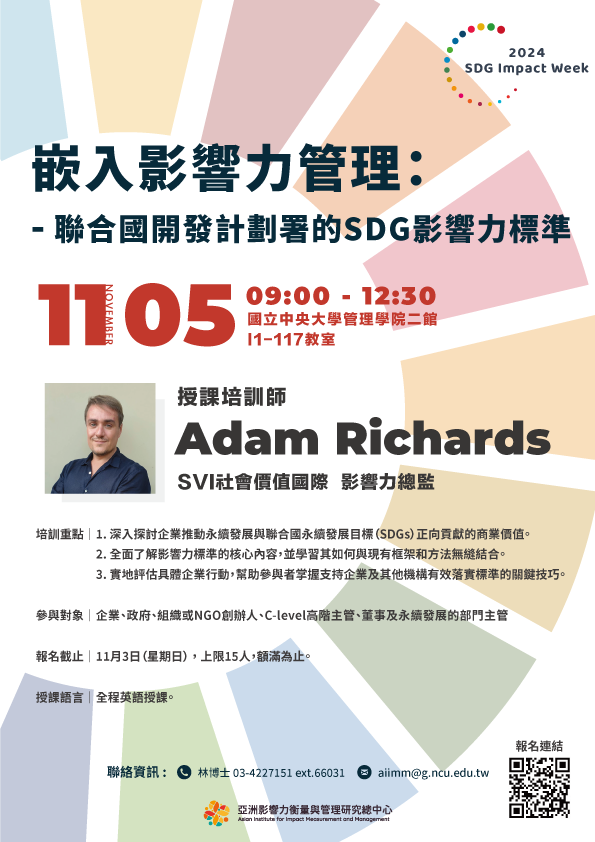 2024
SDG Impact Week
嵌入影響力管理：
- 聯合國開發計劃署的SDG影響力標準
11 NOVEMBER 05
09:00 - 12:30
國立中央大學管理學院二館
I1-117教室
授課培訓師
Adam Richards
SVI社會價值國際 影響力總監
培訓重點｜1. 深入探討企業推動永續發展與聯合國永續發展目標（SDGs）正向貢獻的商業價值。
2. 全面了解影響力標準的核心內容，並學習其如何與現有框架和方法無縫結合。
3. 實地評估具體企業行動，幫助參與者掌握支持企業及其他機構有效落實標準的關鍵技巧。
參與對象｜企業、政府、組織或NGO創辦人、C-level高階主管、董事及永續發展的部門主管
報名截止｜11月3日（星期日），上限15人，額滿為止。
授課語言｜全程英語授課。
報名連結
聯絡資訊： 林博士 03-4227151 ext.66031 aiimm@g.ncu.edu.tw
亞洲影響力衡量與管理研究總中心
Asian Institute for Impact Measurement and Management